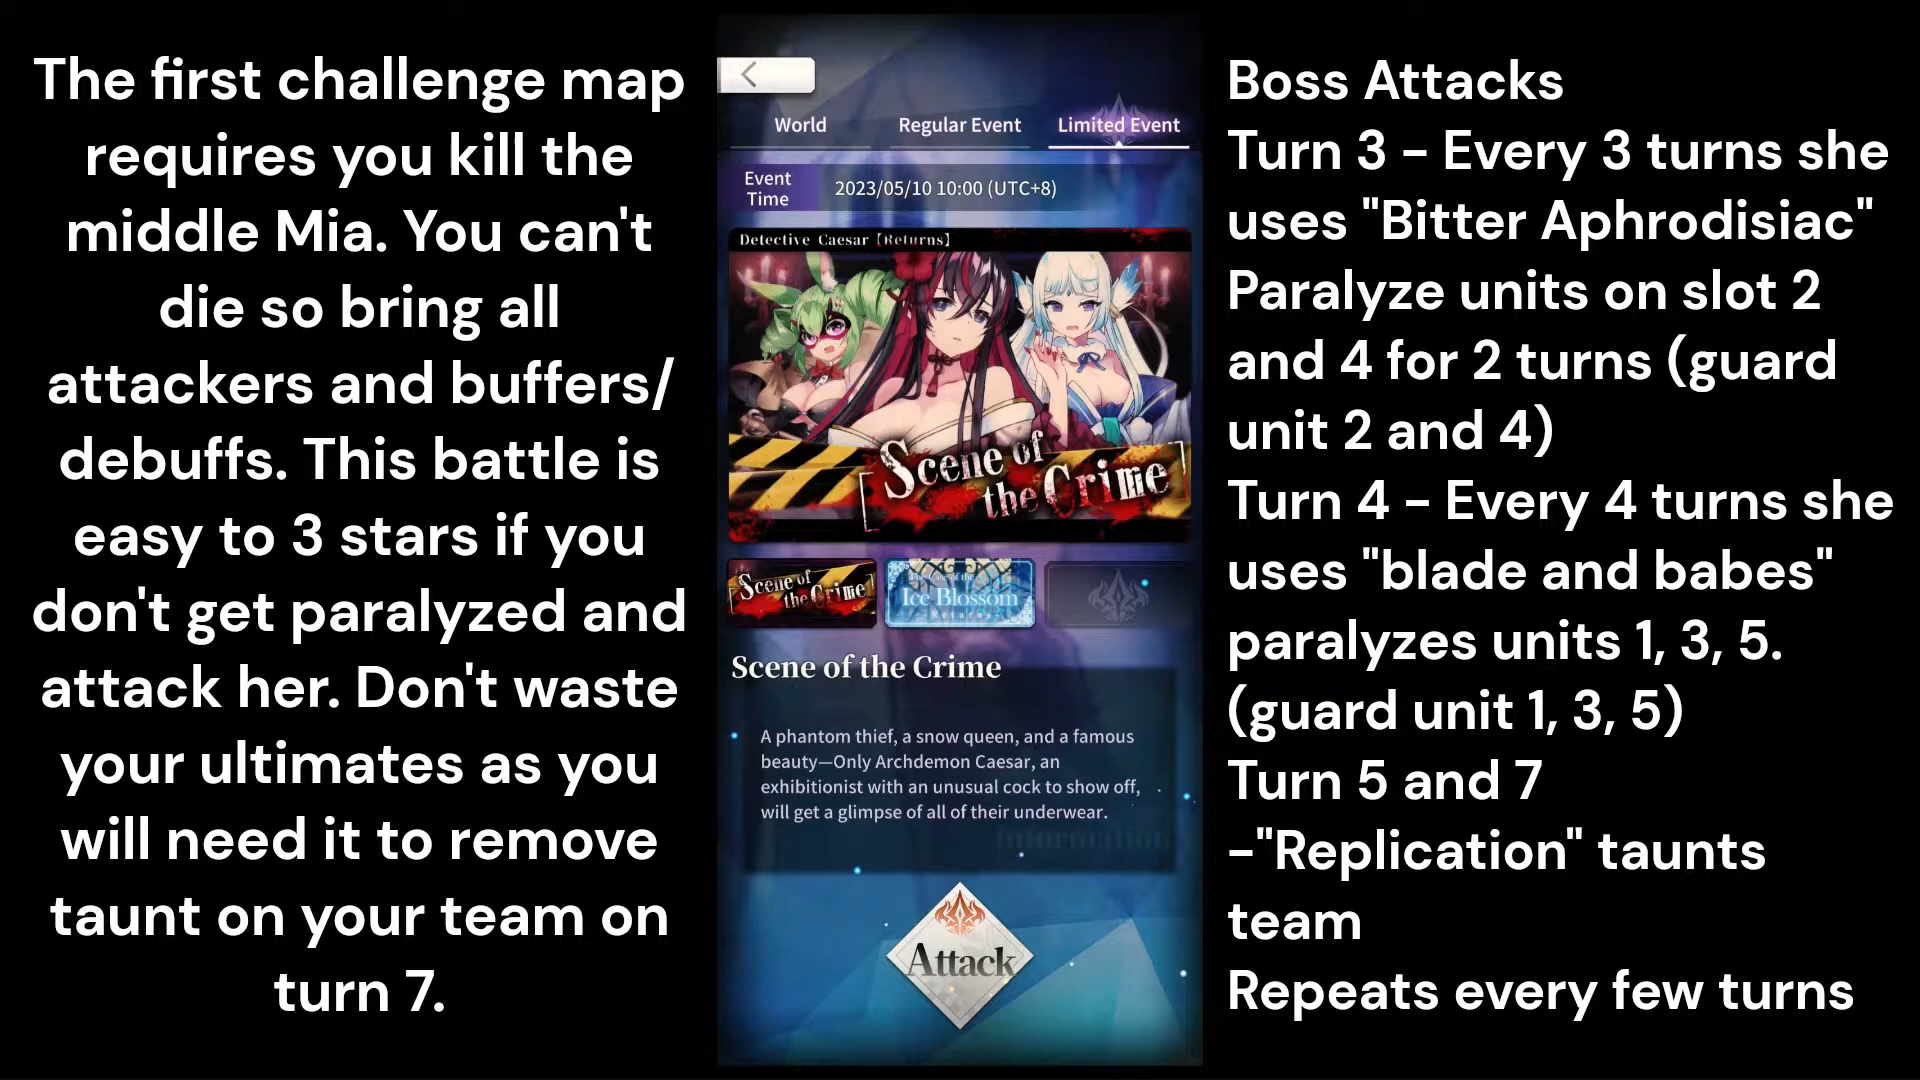 The first challenge map
requires you kill the
middle Mia. You can't
die so bring all
attackers and buffers/
debuffs. This battle is
easy to 3 stars if you
don't get paralyzed and
attack her. Don't waste
your ultimates as you
will need it to remove
taunt on your team on
turn 7.
World
Regular Event
Limited Event
Event
Time
2023/05/10 10:00 (UTC+8)
Detective Caesar【Returns】
Scene of
the Crime
Scene of
the Crime
The Case of the
Ice Blossom
Returns
Scene of the Crime
A phantom thief, a snow queen, and a famous
beauty—Only Archdemon Caesar, an
exhibitionist with an unusual cock to show off,
will get a glimpse of all of their underwear.
information
Attack
Boss Attacks
Turn 3 - Every 3 turns she
uses "Bitter Aphrodisiac"
Paralyze units on slot 2
and 4 for 2 turns (guard
unit 2 and 4)
Turn 4 - Every 4 turns she
uses "blade and babes"
paralyzes units 1, 3, 5.
(guard unit 1, 3, 5)
Turn 5 and 7
-"Replication" taunts
team
Repeats every few turns